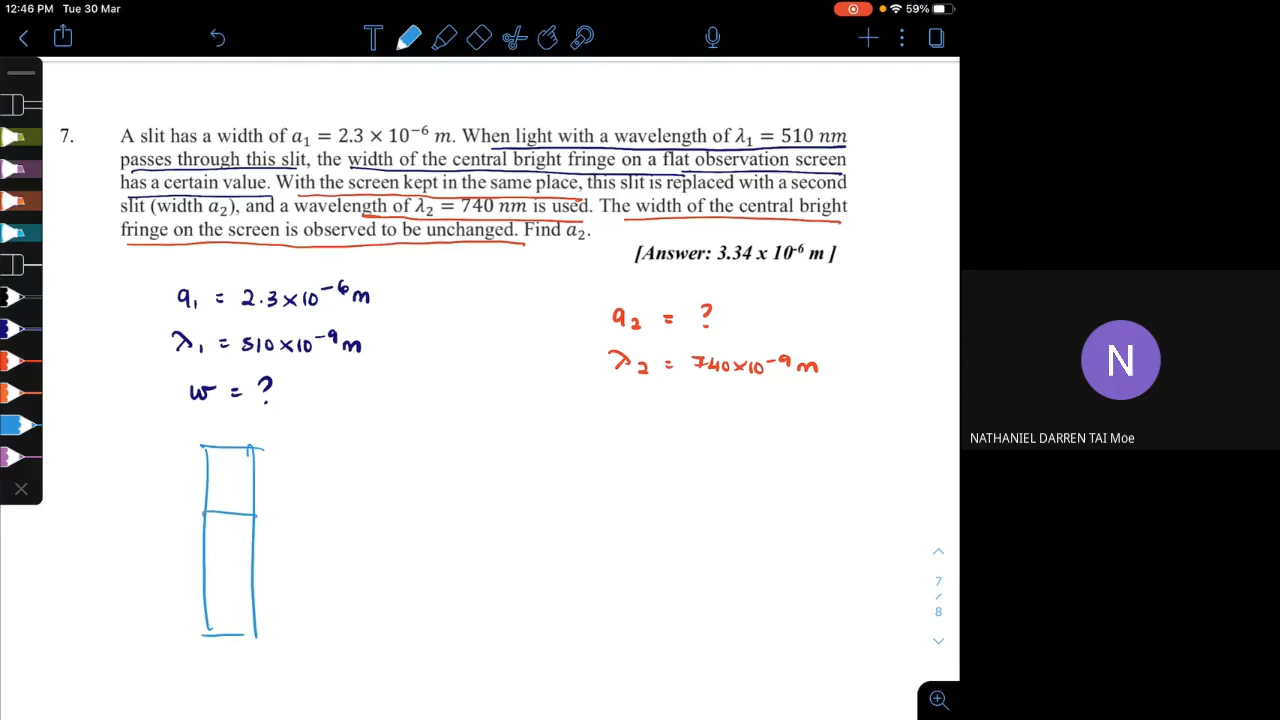 12:46 PM Tue 30 Mar
59%
7. A slit has a width of a₁ = 2.3 × 10⁻⁶ m. When light with a wavelength of λ₁ = 510 nm
passes through this slit, the width of the central bright fringe on a flat observation screen
has a certain value. With the screen kept in the same place, this slit is replaced with a second
slit (width a₂), and a wavelength of λ₂ = 740 nm is used. The width of the central bright
fringe on the screen is observed to be unchanged. Find a₂.
[Answer: 3.34 x 10⁻⁶ m ]
a₁ = 2.3×10⁻⁶ m
λ₁ = 510×10⁻⁹ m
w = ?
a₂ = ?
λ₂ = 740×10⁻⁹ m
N
NATHANIEL DARREN TAI Moe
7
/
8